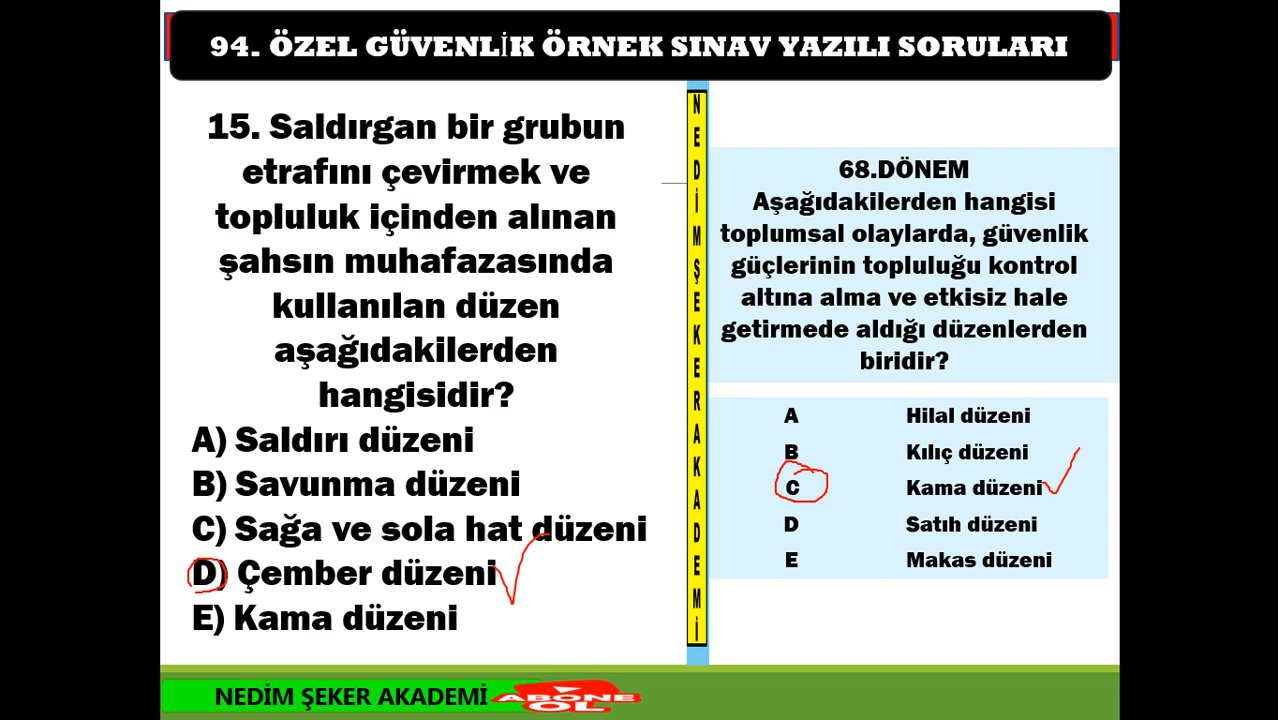 94. ÖZEL GÜVENLİK ÖRNEK SINAV YAZILI SORULARI
15. Saldırgan bir grubun
etrafını çevirmek ve
topluluk içinden alınan
şahsın muhafazasında
kullanılan düzen
aşağıdakilerden
hangisidir?
A) Saldırı düzeni
B) Savunma düzeni
C) Sağa ve sola hat düzeni
D) Çember düzeni
E) Kama düzeni
NEDİM ŞEKER AKADEMİ
68.DÖNEM
Aşağıdakilerden hangisi
toplumsal olaylarda, güvenlik
güçlerinin topluluğu kontrol
altına alma ve etkisiz hale
getirmede aldığı düzenlerden
biridir?
A Hilal düzeni
B Kılıç düzeni
C Kama düzeni
D Satıh düzeni
E Makas düzeni
NEDİM ŞEKER AKADEMİ
ABONE
OL